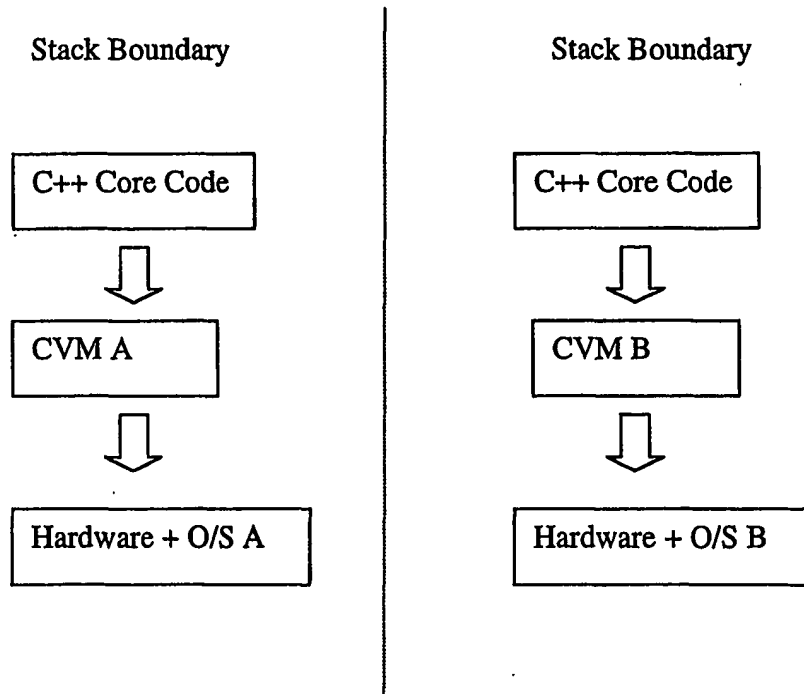 Stack Boundary
C++ Core Code
CVM A
Hardware + O/S A
Stack Boundary
C++ Core Code
CVM B
Hardware + O/S B